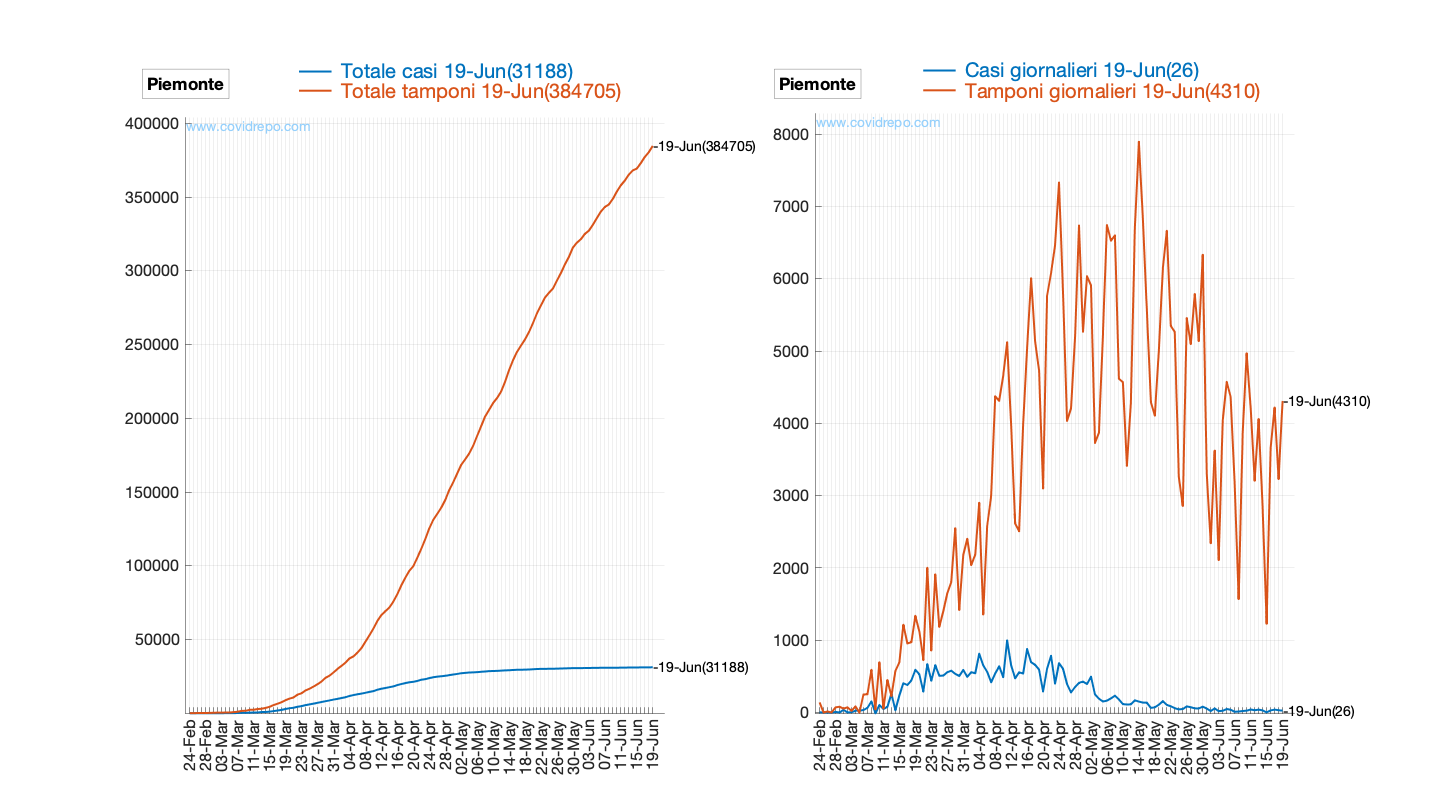 Piemonte
Totale casi 19-Jun(31188)
Totale tamponi 19-Jun(384705)
www.covidrepo.com
400000
350000
300000
250000
200000
150000
100000
50000
19-Jun(384705)
19-Jun(31188)
24-Feb
28-Feb
03-Mar
07-Mar
11-Mar
15-Mar
19-Mar
23-Mar
27-Mar
31-Mar
04-Apr
08-Apr
12-Apr
16-Apr
20-Apr
24-Apr
28-Apr
02-May
06-May
10-May
14-May
18-May
22-May
26-May
30-May
03-Jun
07-Jun
11-Jun
15-Jun
19-Jun
Piemonte
Casi giornalieri 19-Jun(26)
Tamponi giornalieri 19-Jun(4310)
www.covidrepo.com
8000
7000
6000
5000
4000
3000
2000
1000
0
19-Jun(4310)
19-Jun(26)
24-Feb
28-Feb
03-Mar
07-Mar
11-Mar
15-Mar
19-Mar
23-Mar
27-Mar
31-Mar
04-Apr
08-Apr
12-Apr
16-Apr
20-Apr
24-Apr
28-Apr
02-May
06-May
10-May
14-May
18-May
22-May
26-May
30-May
03-Jun
07-Jun
11-Jun
15-Jun
19-Jun